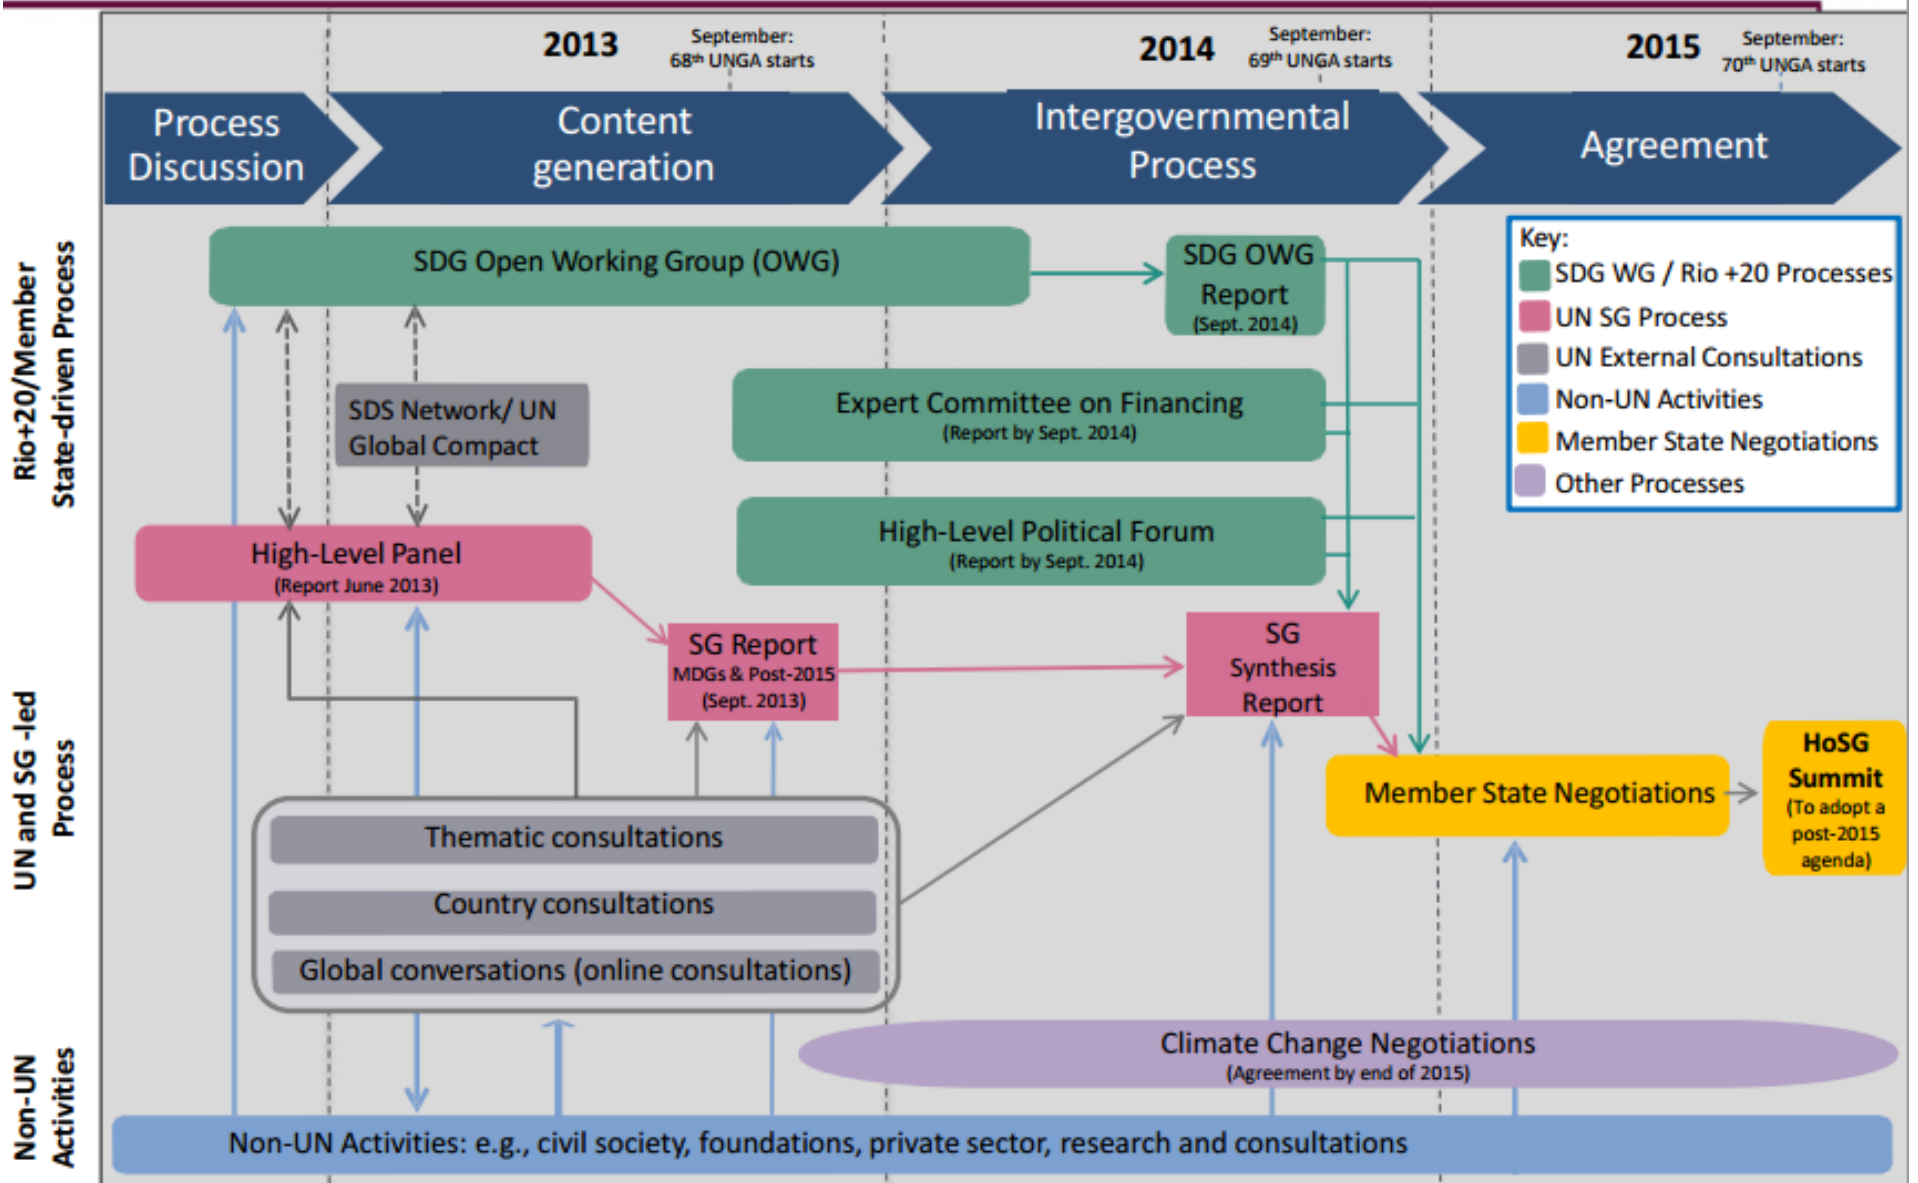 2013
September:
68th UNGA starts
2014
September:
69th UNGA starts
2015
September:
70th UNGA starts
Process
Discussion
Content
generation
Intergovernmental
Process
Agreement
Rio+20/Member
State-driven Process
SDG Open Working Group (OWG)
SDG OWG
Report
(Sept. 2014)
Key:
SDG WG / Rio +20 Processes
UN SG Process
UN External Consultations
Non-UN Activities
Member State Negotiations
Other Processes
SDS Network/ UN
Global Compact
Expert Committee on Financing
(Report by Sept. 2014)
High-Level Political Forum
(Report by Sept. 2014)
High-Level Panel
(Report June 2013)
UN and SG -led
Process
SG Report
MDGs & Post-2015
(Sept. 2013)
SG
Synthesis
Report
Member State Negotiations
HoSG
Summit
(To adopt a
post-2015
agenda)
Thematic consultations
Country consultations
Global conversations (online consultations)
Non-UN
Activities
Climate Change Negotiations
(Agreement by end of 2015)
Non-UN Activities: e.g., civil society, foundations, private sector, research and consultations